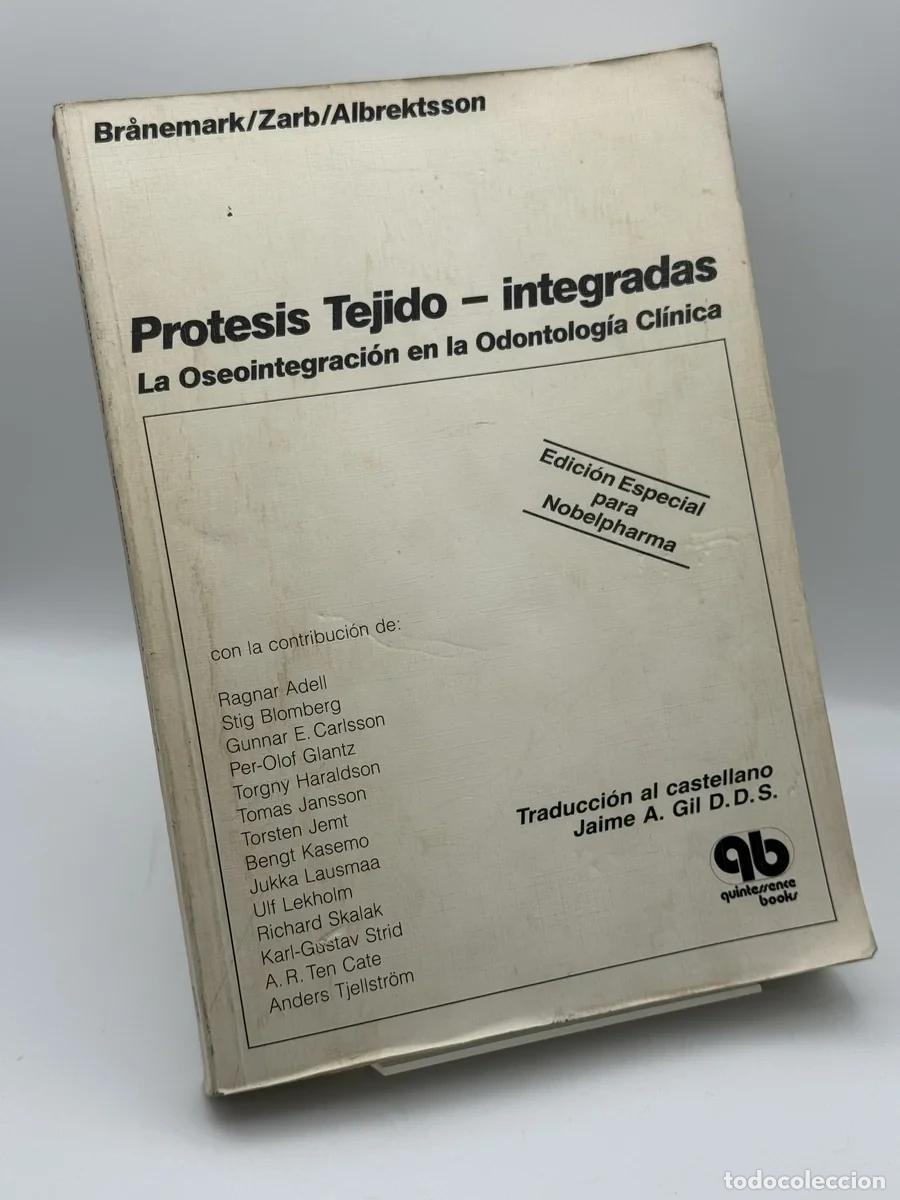 Brånemark/Zarb/Albrektsson
Protesis Tejido – integradas
La Oseointegración en la Odontología Clínica
Edición Especial
para
Nobelpharma
con la contribución de:
Ragnar Adell
Stig Blomberg
Gunnar E. Carlsson
Per-Olof Glantz
Torgny Haraldson
Tomas Jansson
Torsten Jemt
Bengt Kasemo
Jukka Lausmaa
Ulf Lekholm
Richard Skalak
Karl-Gustav Strid
A. R. Ten Cate
Anders Tjellström
Traducción al castellano
Jaime A. Gil D.D.S.
qb
quintessence
books
todocoleccion